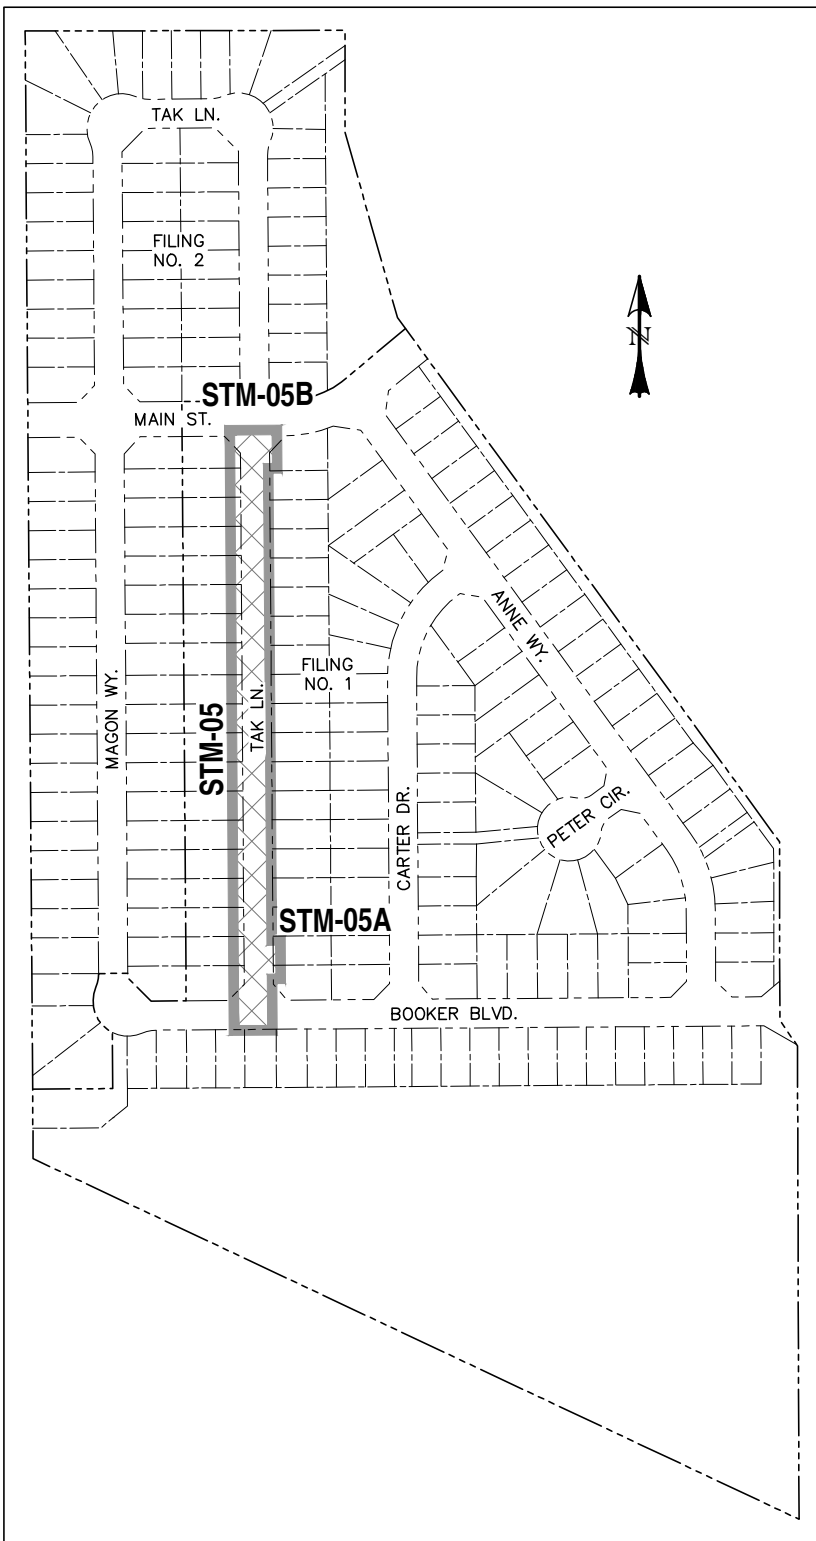 TAK LN.
FILING
NO. 2
N
STM-05B
MAIN ST.
ANNE WY.
FILING
NO. 1
MAGON WY.
STM-05
TAK LN.
CARTER DR.
PETER CIR.
STM-05A
BOOKER BLVD.